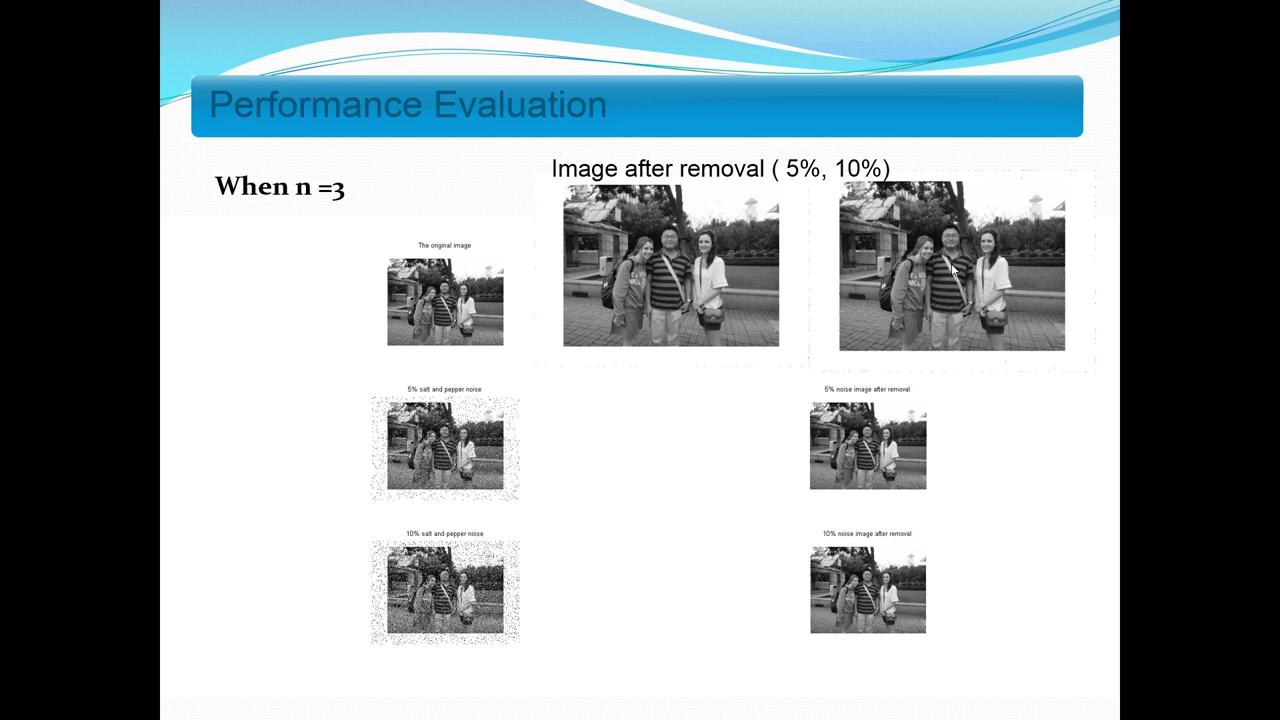 Performance Evaluation
Image after removal ( 5%, 10%)
When n =3
The original image
5% salt and pepper noise
5% noise image after removal
10% salt and pepper noise
10% noise image after removal